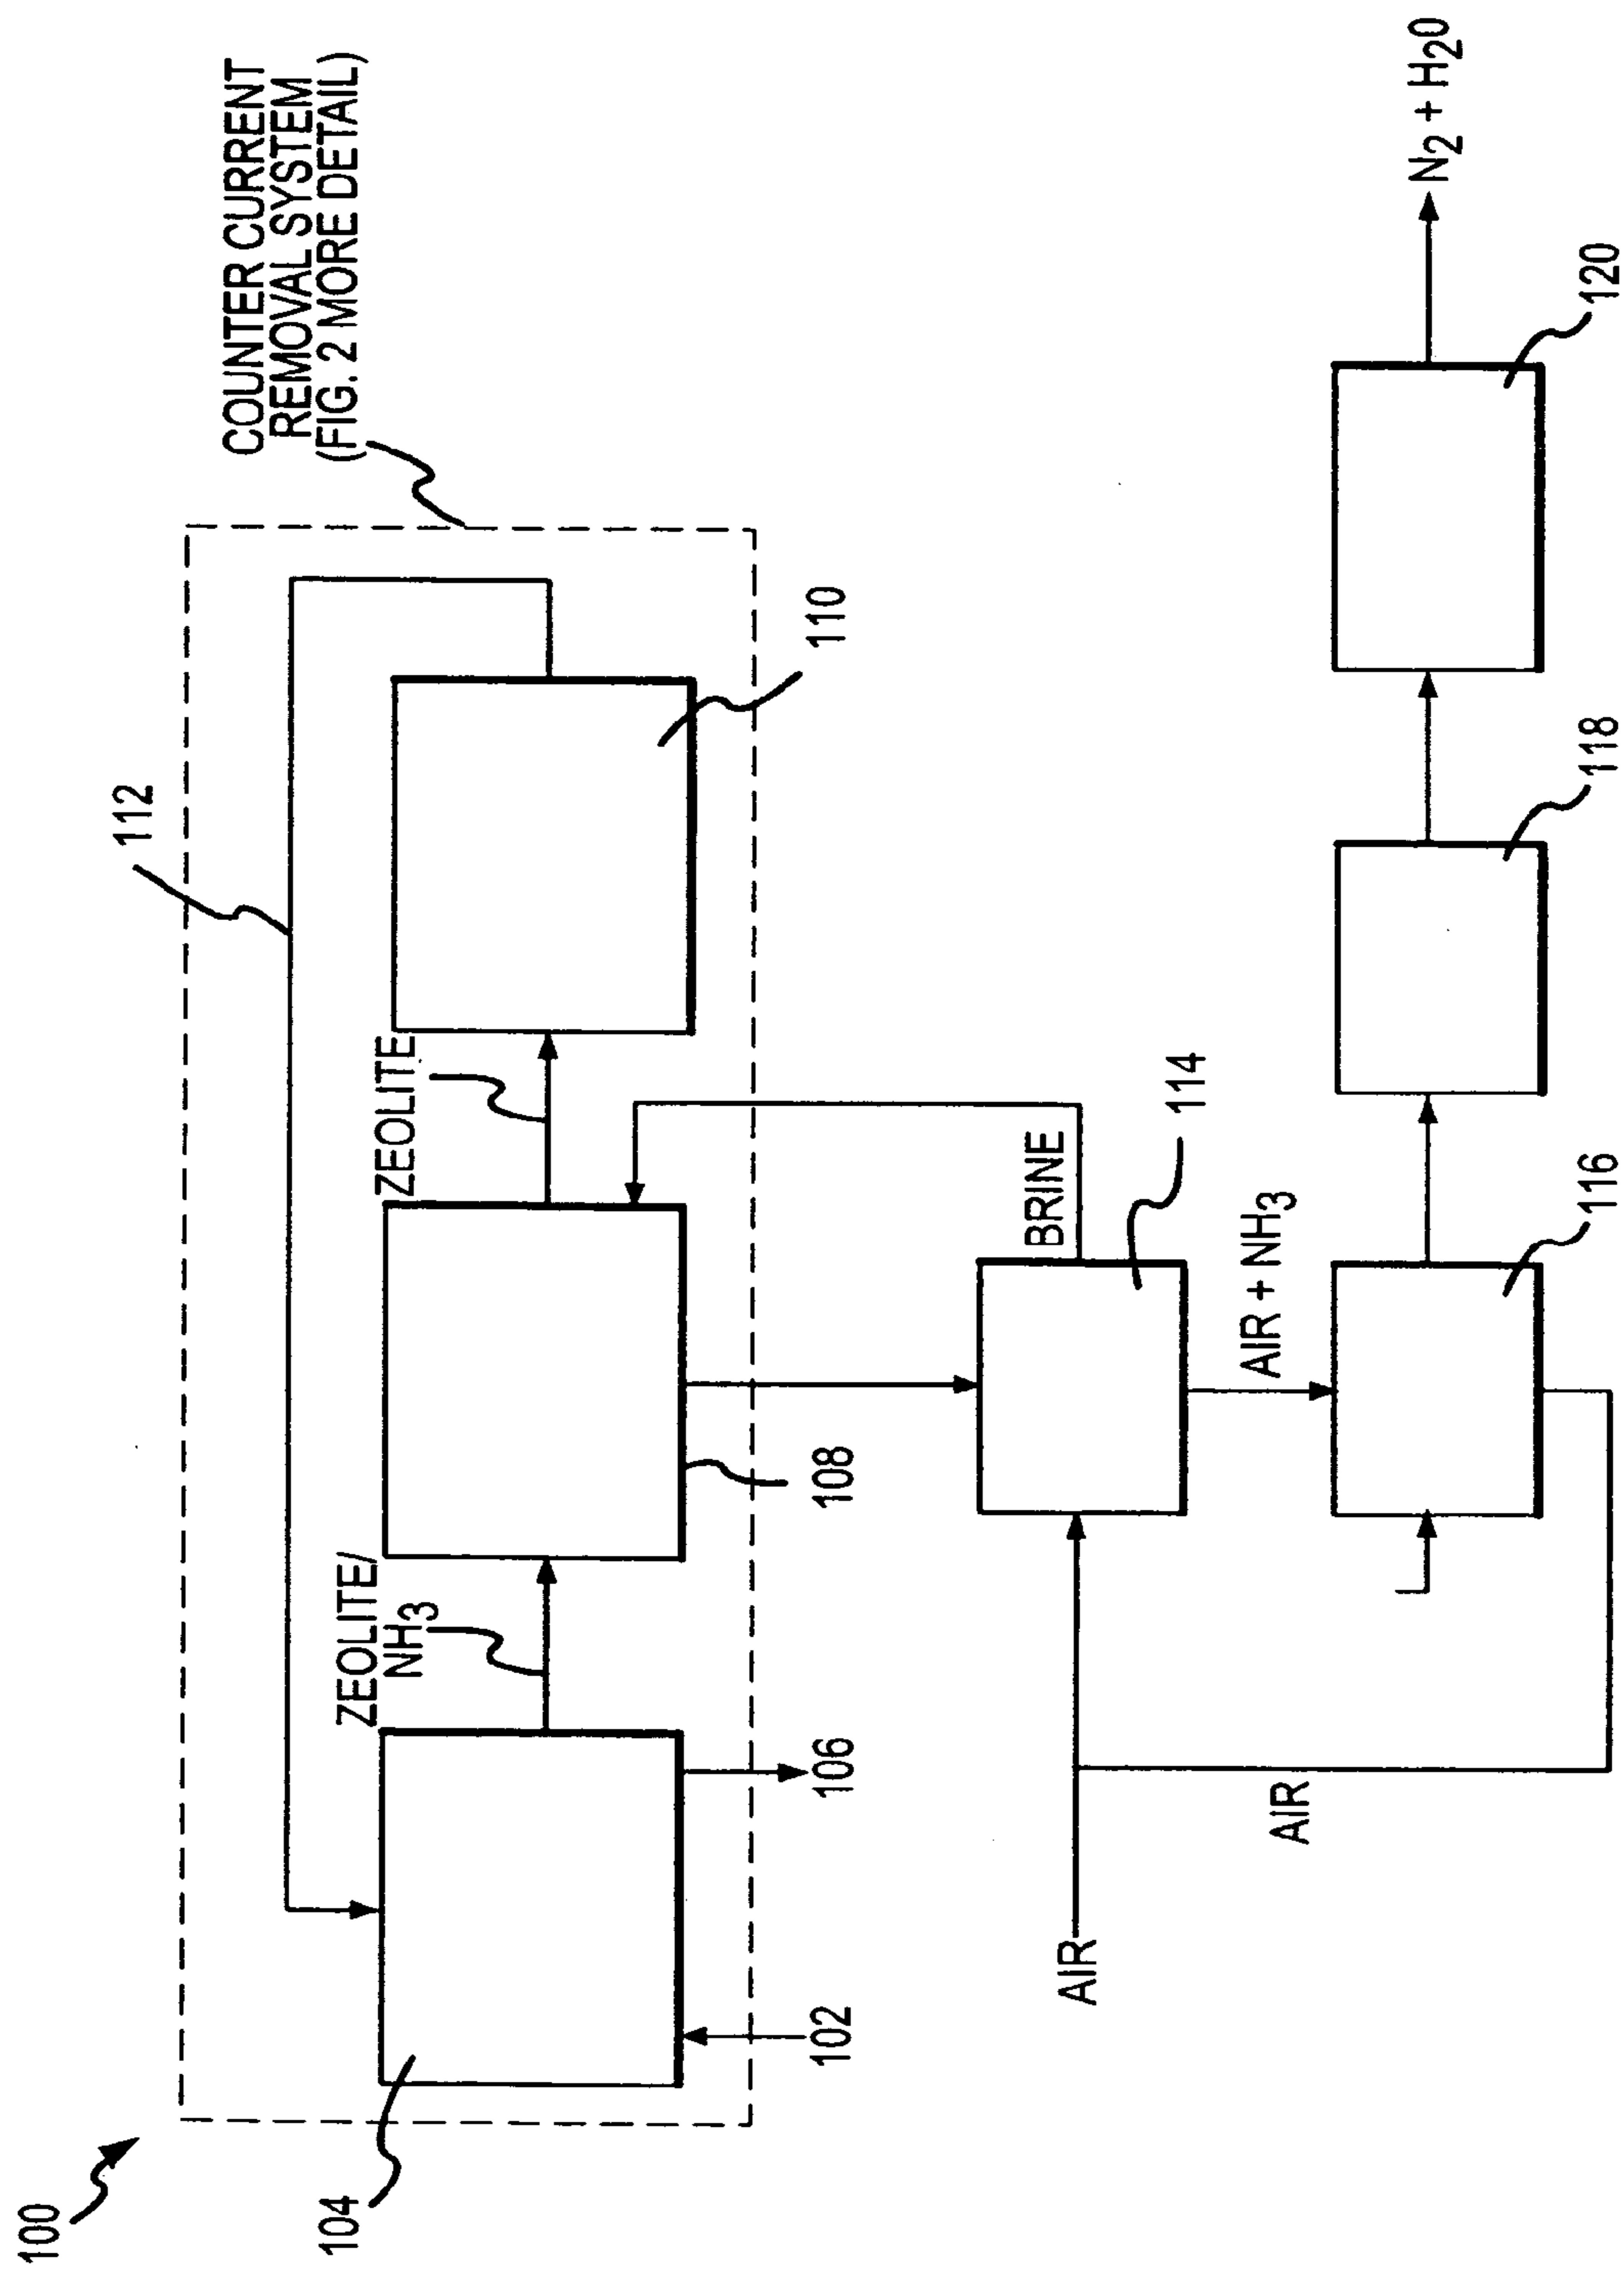 100
COUNTER CURRENT
REMOVAL SYSTEM
(FIG. 2 MORE DETAIL)
112
104
ZEOLITE/
NH3
ZEOLITE
110
102
106
108
AIR
BRINE
114
AIR + NH3
AIR
116
118
120
N2 + H2O